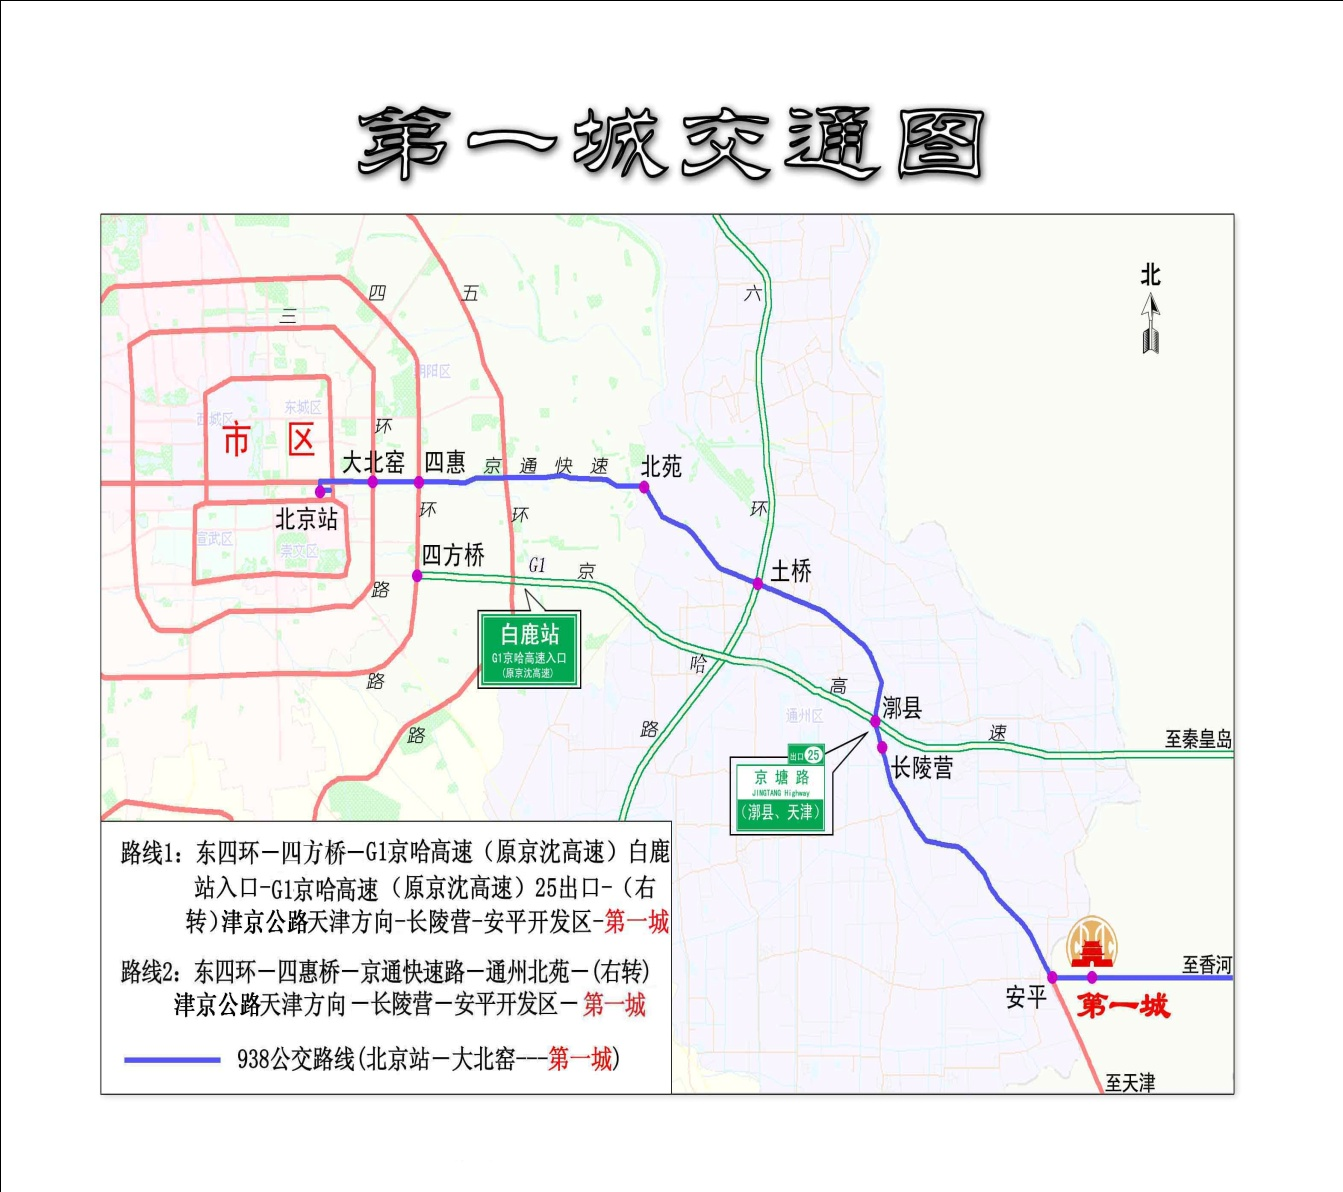 第一城交通图
北
四
五
六
三
朝阳区
西城区
东城区
市 区
环
大北窑
四惠
京 通 快 速
北苑
北京站
环
环
环
宣武区
崇文区
四方桥
G1
京
土桥
路
白鹿站
G1京哈高速入口
(原京沈高速)
哈
路
高
漷县
通州区
路
速
路
至秦皇岛
出口 25
京 塘 路
JINGTANG Highway
(漷县、天津)
长陵营
路线1：东四环－四方桥－G1京哈高速（原京沈高速）白鹿
站入口-G1京哈高速（原京沈高速）25出口-（右
转）津京公路天津方向-长陵营-安平开发区-第一城
路线2：东四环－四惠桥－京通快速路－通州北苑－(右转)
津京公路天津方向－长陵营－安平开发区－第一城
938公交路线(北京站－大北窑---第一城)
至香河
安平
第一城
至天津